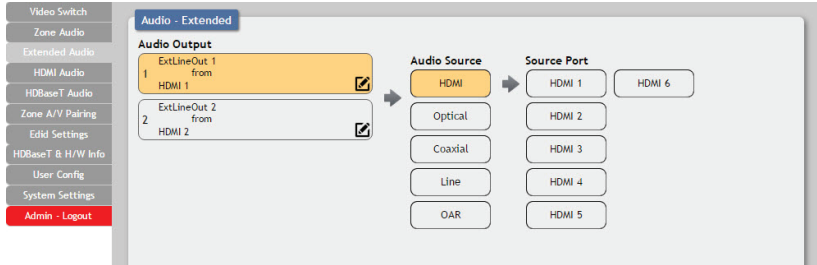 Video Switch
Zone Audio
Extended Audio
HDMI Audio
HDBaseT Audio
Zone A/V Pairing
Edid Settings
HDBaseT & H/W Info
User Config
System Settings
Admin - Logout
Audio - Extended
Audio Output
1
ExtLineOut 1
from
HDMI 1
2
ExtLineOut 2
from
HDMI 2
Audio Source
HDMI
Optical
Coaxial
Line
OAR
Source Port
HDMI 1
HDMI 2
HDMI 3
HDMI 4
HDMI 5
HDMI 6